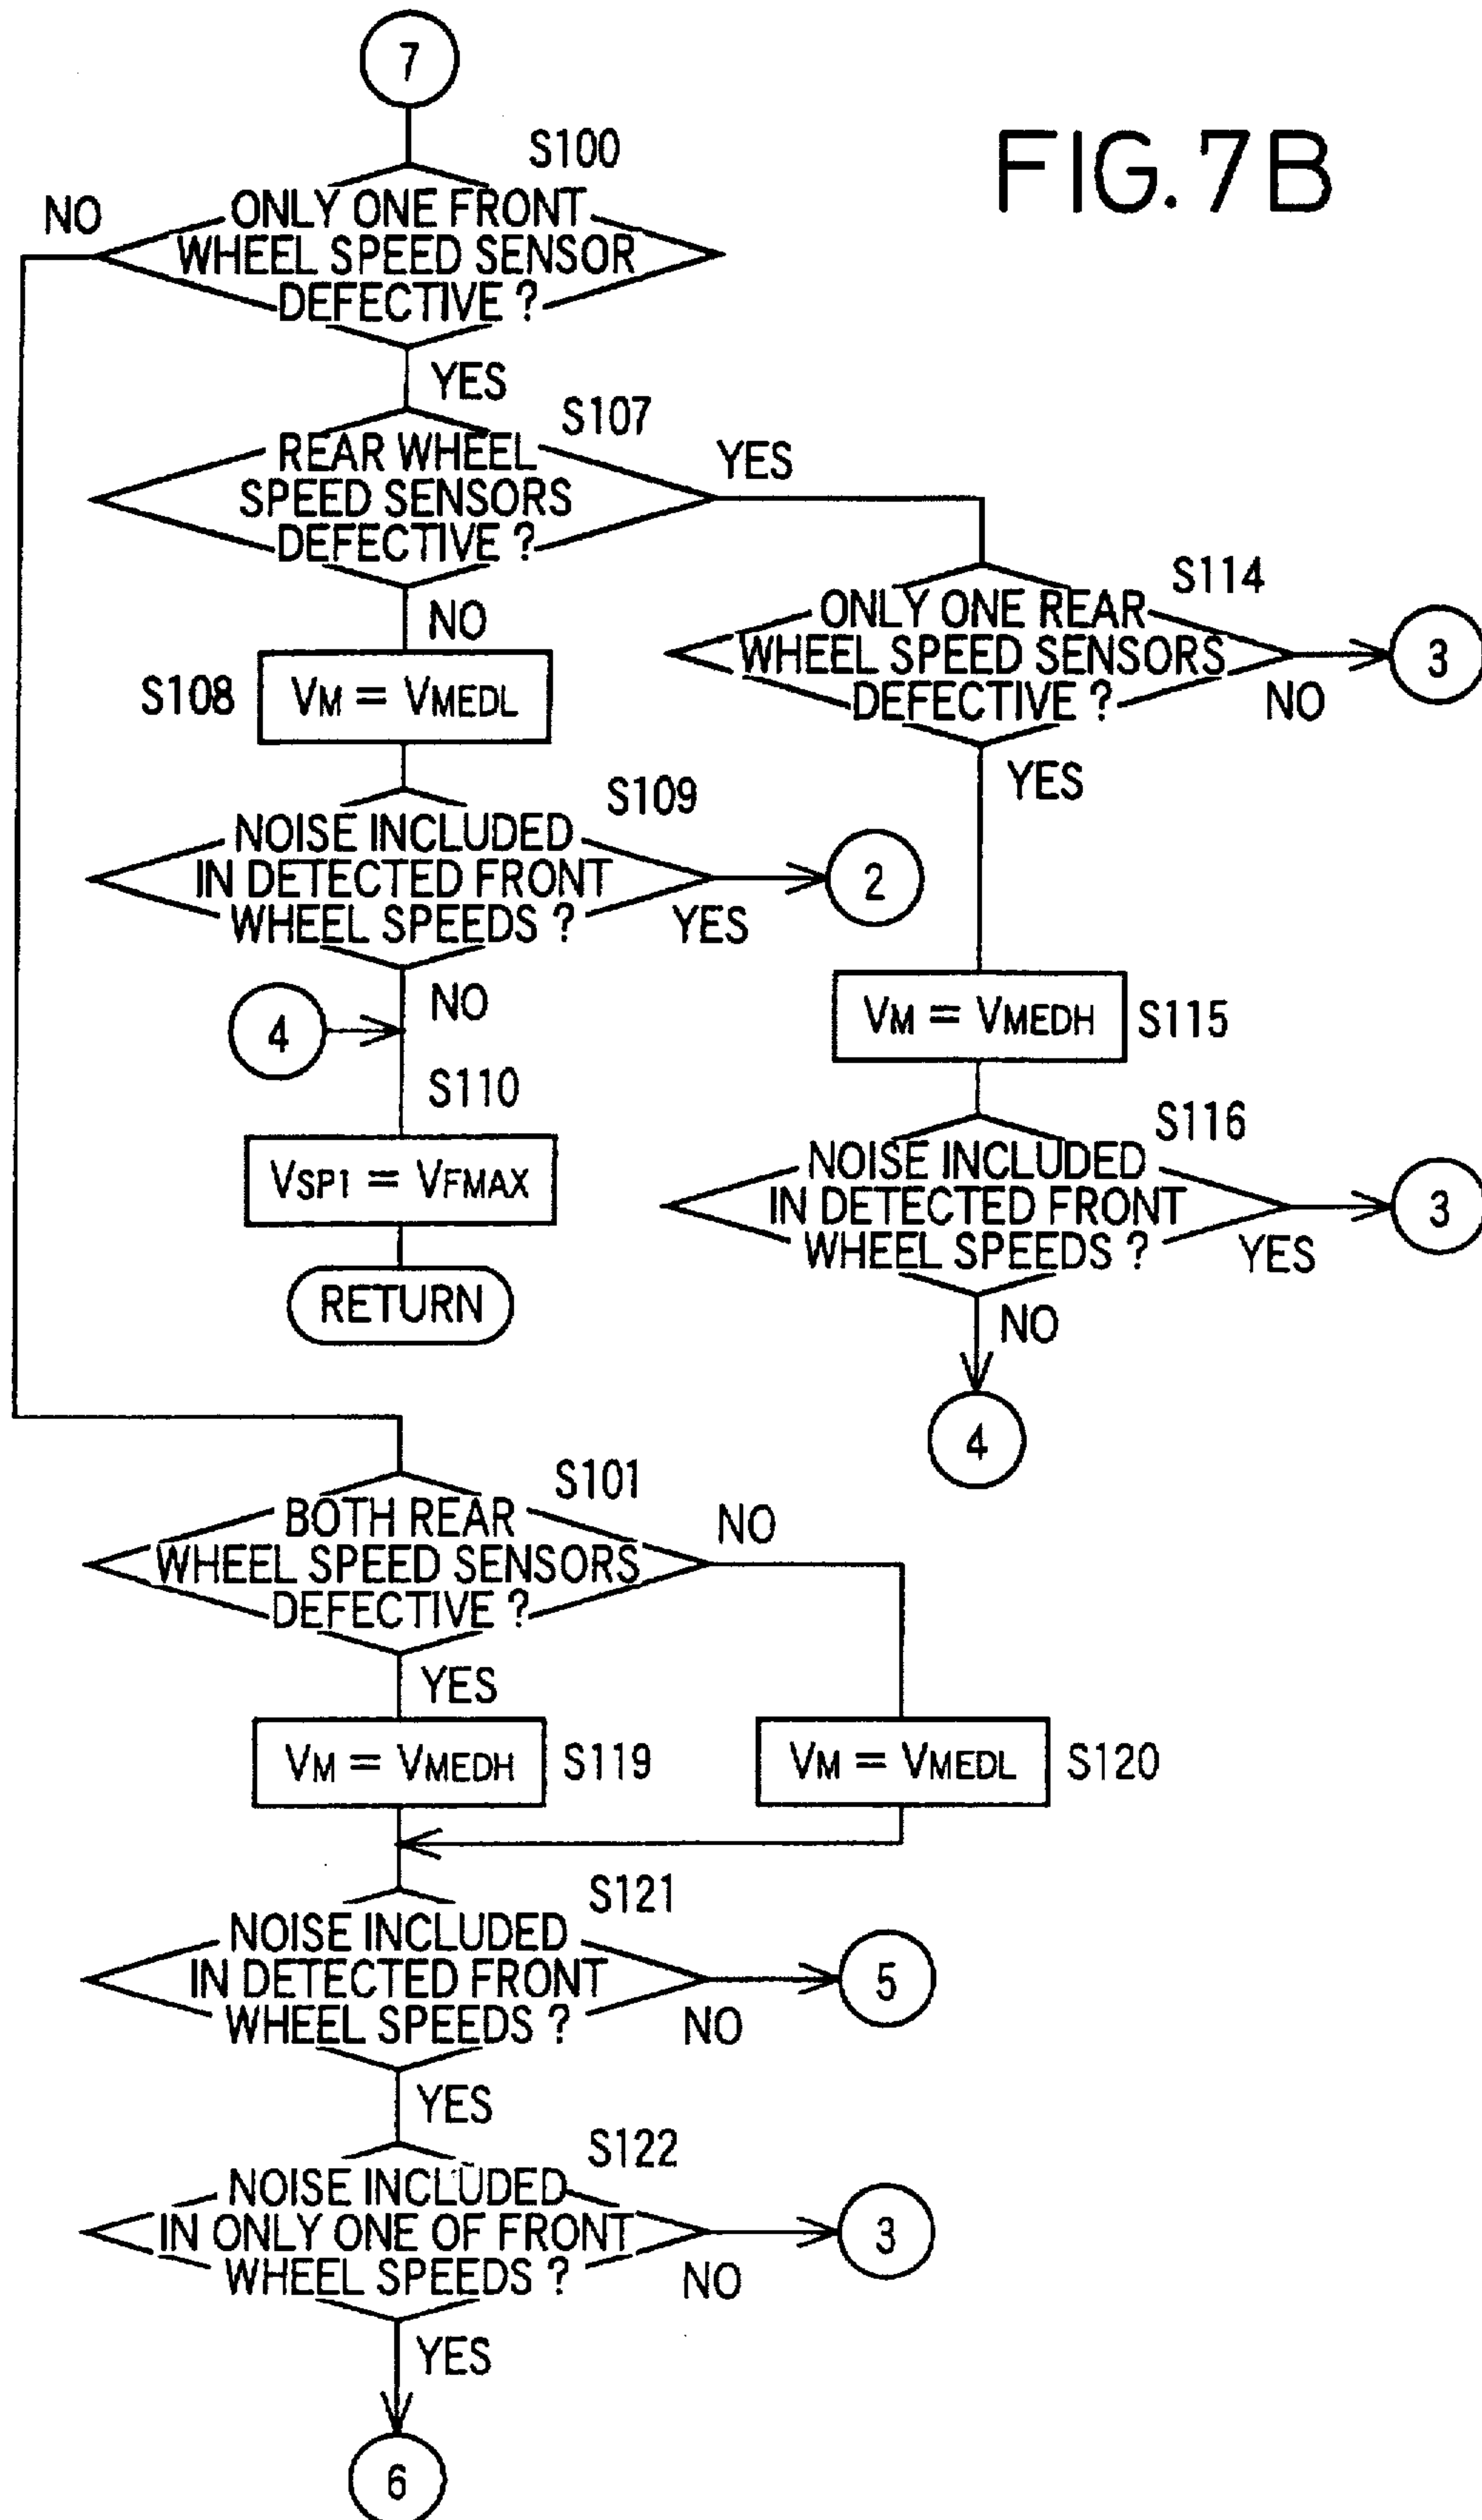 7
FIG. 7B
S100
NO
ONLY ONE FRONT
WHEEL SPEED SENSOR
DEFECTIVE ?
YES
S107
REAR WHEEL
SPEED SENSORS
DEFECTIVE ?
YES
NO
S114
ONLY ONE REAR
WHEEL SPEED SENSORS
DEFECTIVE ?
NO
3
YES
S108
VM = VMEDL
S109
NOISE INCLUDED
IN DETECTED FRONT
WHEEL SPEEDS ?
YES
2
NO
4
S110
VSP1 = VFMAX
RETURN
VM = VMEDH
S115
S116
NOISE INCLUDED
IN DETECTED FRONT
WHEEL SPEEDS ?
YES
3
NO
4
S101
BOTH REAR
WHEEL SPEED SENSORS
DEFECTIVE ?
NO
YES
VM = VMEDH
S119
VM = VMEDL
S120
S121
NOISE INCLUDED
IN DETECTED FRONT
WHEEL SPEEDS ?
NO
5
YES
S122
NOISE INCLUDED
IN ONLY ONE OF FRONT
WHEEL SPEEDS ?
NO
3
YES
6